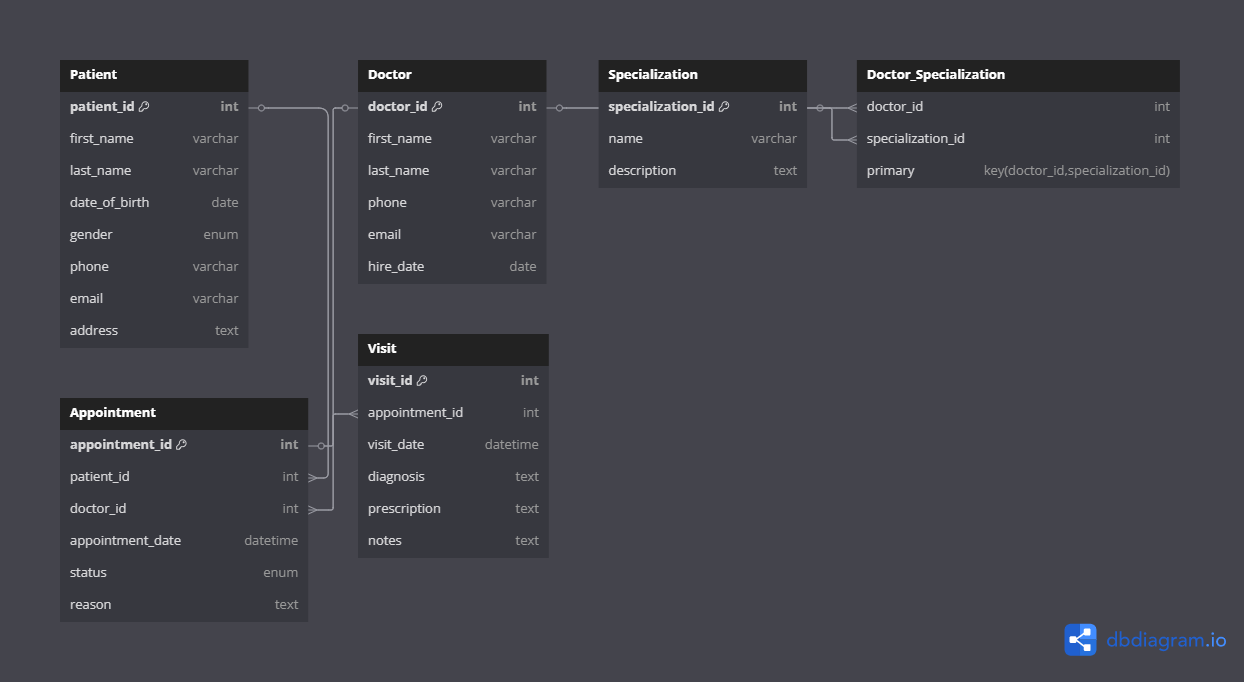 Patient
patient_id int
first_name varchar
last_name varchar
date_of_birth date
gender enum
phone varchar
email varchar
address text
Doctor
doctor_id int
first_name varchar
last_name varchar
phone varchar
email varchar
hire_date date
Specialization
specialization_id int
name varchar
description text
Doctor_Specialization
doctor_id int
specialization_id int
primary key(doctor_id,specialization_id)
Appointment
appointment_id int
patient_id int
doctor_id int
appointment_date datetime
status enum
reason text
Visit
visit_id int
appointment_id int
visit_date datetime
diagnosis text
prescription text
notes text
dbdiagram.io